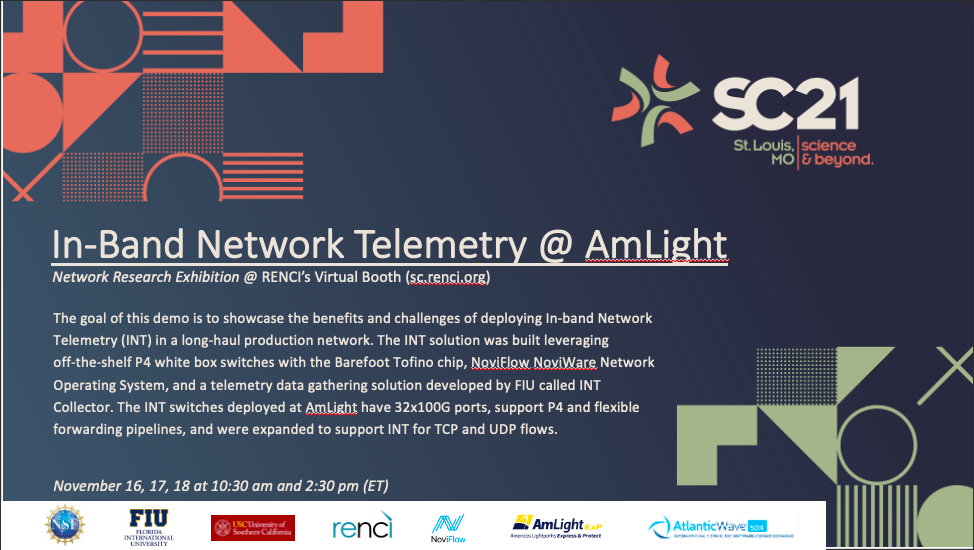 SC21
St. Louis, MO
science & beyond.
In-Band Network Telemetry @ AmLight
Network Research Exhibition @ RENCI's Virtual Booth (sc.renci.org)
The goal of this demo is to showcase the benefits and challenges of deploying In-band Network
Telemetry (INT) in a long-haul production network. The INT solution was built leveraging
off-the-shelf P4 white box switches with the Barefoot Tofino chip, NoviFlow NoviWare Network
Operating System, and a telemetry data gathering solution developed by FIU called INT
Collector. The INT switches deployed at AmLight have 32x100G ports, support P4 and flexible
forwarding pipelines, and were expanded to support INT for TCP and UDP flows.
November 16, 17, 18 at 10:30 am and 2:30 pm (ET)
NSF
FIU
FLORIDA
INTERNATIONAL
UNIVERSITY
USC University of
Southern California
renci
NoviFlow
AmLight ExP
Americas Lightpaths Express & Protect
AtlanticWave SDX